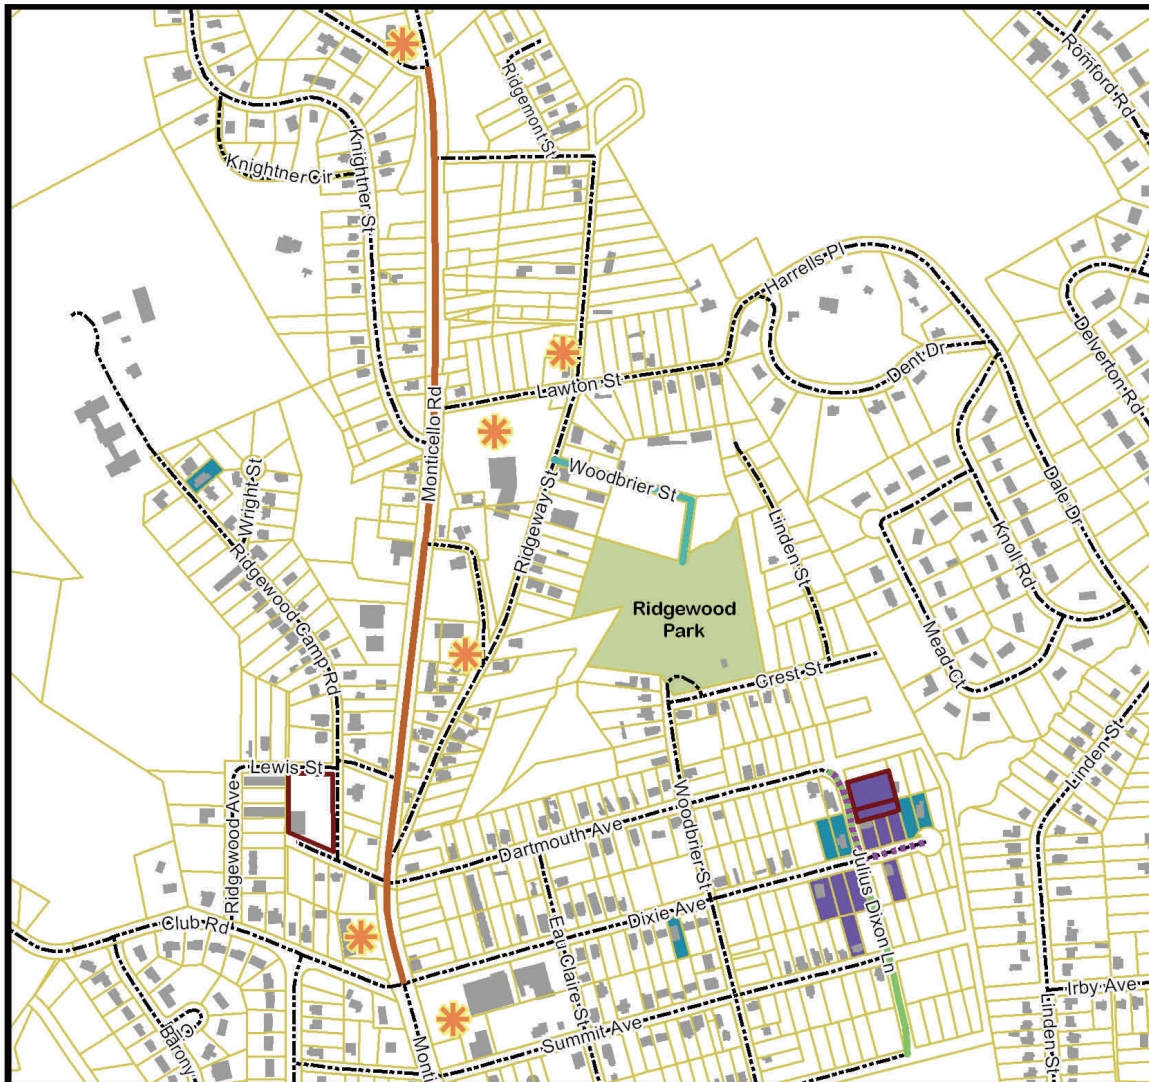 Romford Rd
Ridgemont St
Knightner Cir
Knightner St
Harrells Pl
Delverton Rd
Dent Dr
Lawton St
Monticello Rd
Woodbrier St
Wright St
Ridgeway St
Linden St
Dale Dr
Knoll Rd
Ridgewood Camp Rd
Ridgewood
Park
Mead Ct
Crest St
Linden St
Lewis St
Ridgewood Ave
Dartmouth Ave
Woodbrier St
Julius Dixon Ln
Club Rd
Dixie Ave
Eau Claire St
Irby Ave
Summit Ave
Barony
Monti
Linden St